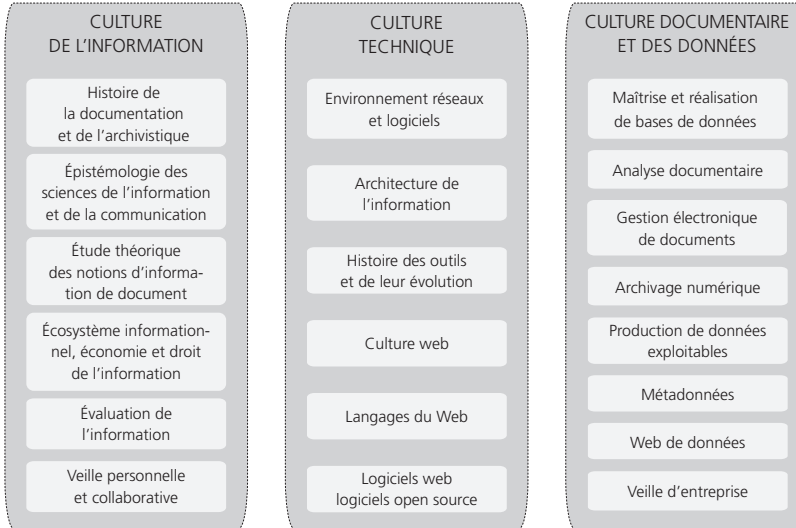 CULTURE
DE L’INFORMATION
Histoire de
la documentation
et de l’archivistique
Épistémologie des
sciences de l’information
et de la communication
Étude théorique
des notions d’informa-
tion de document
Écosystème information-
nel, économie et droit
de l’information
Évaluation de
l’information
Veille personnelle
et collaborative
CULTURE
TECHNIQUE
Environnement réseaux
et logiciels
Architecture de
l’information
Histoire des outils
et de leur évolution
Culture web
Langages du Web
Logiciels web
logiciels open source
CULTURE DOCUMENTAIRE
ET DES DONNÉES
Maîtrise et réalisation
de bases de données
Analyse documentaire
Gestion électronique
de documents
Archivage numérique
Production de données
exploitables
Métadonnées
Web de données
Veille d’entreprise